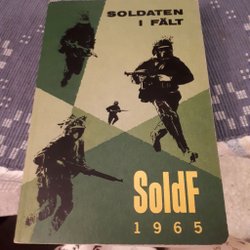 SOLDATEN
I FÄLT
SoldF
1965